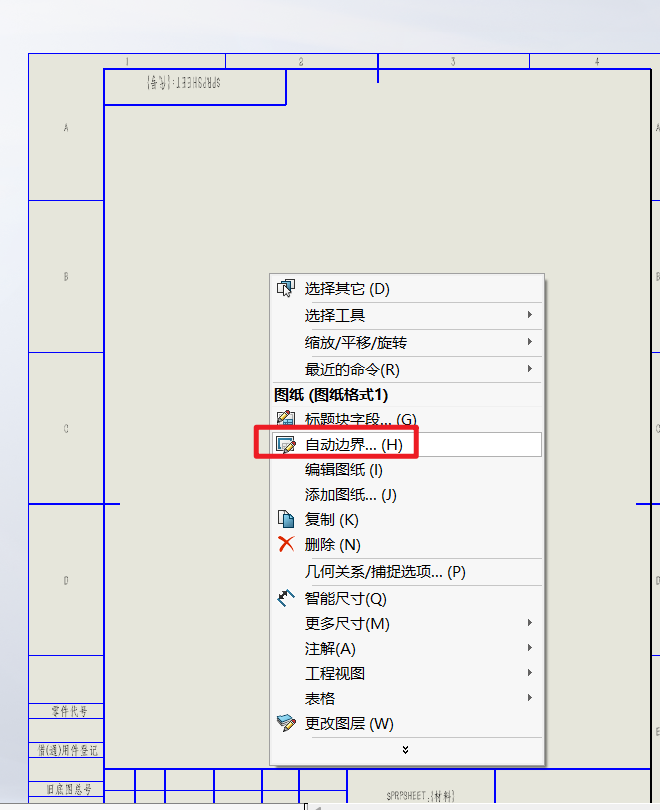 1 2 3 4
$PRPSHEET:{代号}
A A
B B
选择其它 (D)
选择工具
缩放/平移/旋转
最近的命令(R)
图纸 (图纸格式1)
标题块字段... (G)
C C
自动边界... (H)
编辑图纸 (I)
添加图纸... (J)
复制 (K)
删除 (N)
几何关系/捕捉选项... (P)
D D
智能尺寸(Q)
更多尺寸(M)
注解(A)
工程视图
表格
零件代号
更改图层 (W)
E
借(通)用件登记
旧底图总号
$PRPSHEET:{材料}